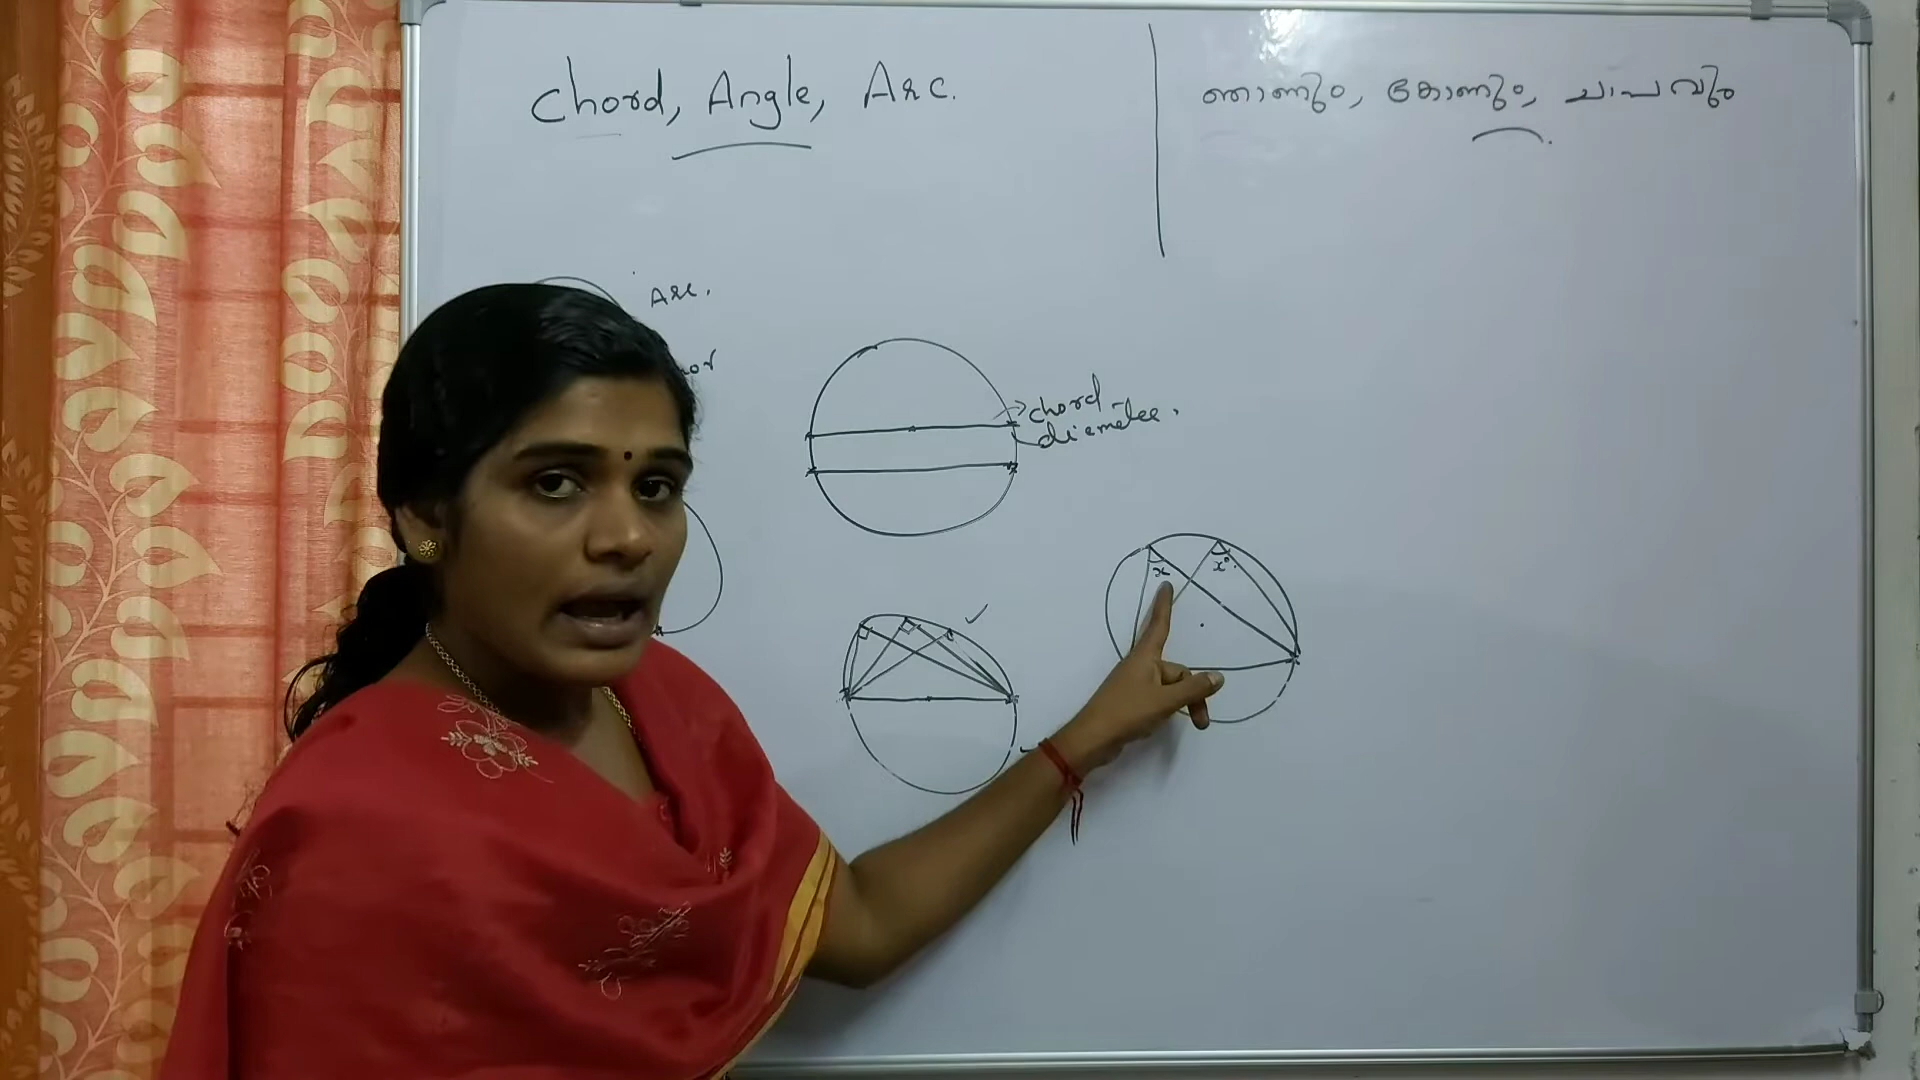 Chord, Angle, Arc.
ഞാണും, കോണും, ചാപവും
Arc.
chord
diameter.
x
x°